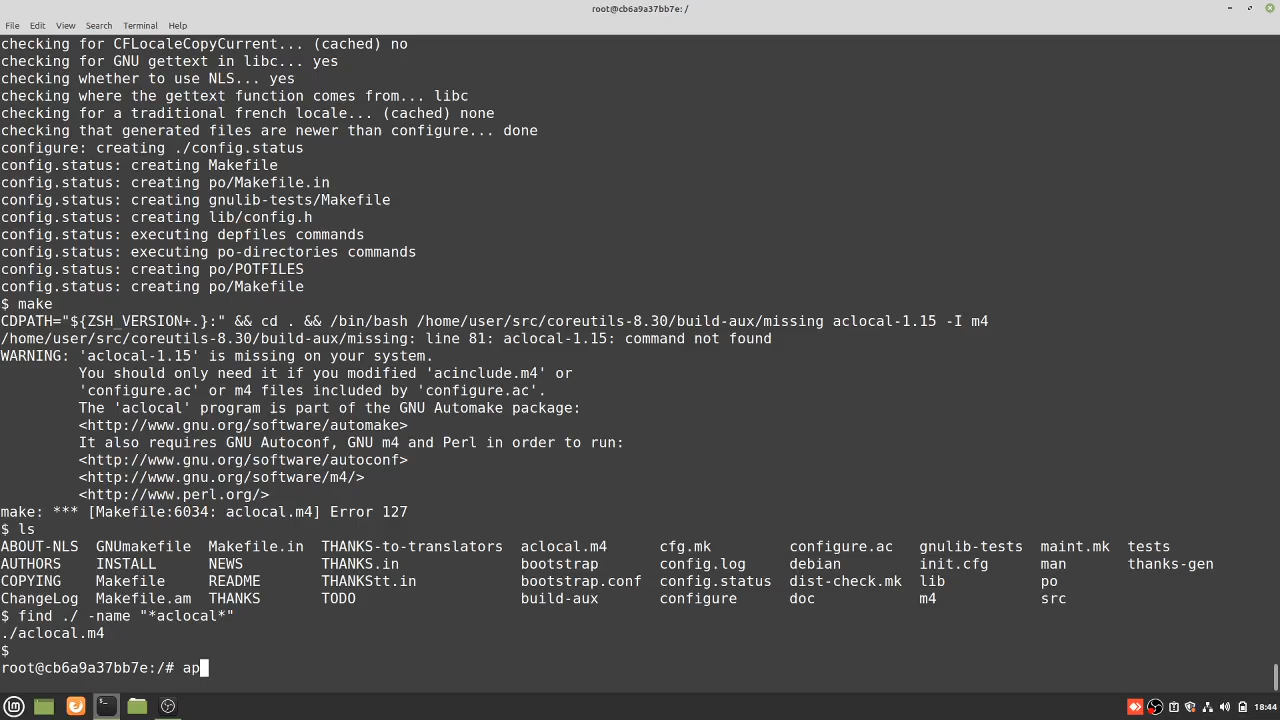 root@cb6a9a37bb7e: /
File Edit View Search Terminal Help
checking for CFLocaleCopyCurrent... (cached) no
checking for GNU gettext in libc... yes
checking whether to use NLS... yes
checking where the gettext function comes from... libc
checking for a traditional french locale... (cached) none
checking that generated files are newer than configure... done
configure: creating ./config.status
config.status: creating Makefile
config.status: creating po/Makefile.in
config.status: creating gnulib-tests/Makefile
config.status: creating lib/config.h
config.status: executing depfiles commands
config.status: executing po-directories commands
config.status: creating po/POTFILES
config.status: creating po/Makefile
$ make
CDPATH="${ZSH_VERSION+.}:" && cd . && /bin/bash /home/user/src/coreutils-8.30/build-aux/missing aclocal-1.15 -I m4
/home/user/src/coreutils-8.30/build-aux/missing: line 81: aclocal-1.15: command not found
WARNING: 'aclocal-1.15' is missing on your system.
         You should only need it if you modified 'acinclude.m4' or
         'configure.ac' or m4 files included by 'configure.ac'.
         The 'aclocal' program is part of the GNU Automake package:
         <http://www.gnu.org/software/automake>
         It also requires GNU Autoconf, GNU m4 and Perl in order to run:
         <http://www.gnu.org/software/autoconf>
         <http://www.gnu.org/software/m4/>
         <http://www.perl.org/>
make: *** [Makefile:6034: aclocal.m4] Error 127
$ ls
ABOUT-NLS  GNUmakefile  Makefile.in  THANKS-to-translators  aclocal.m4      cfg.mk         configure.ac   gnulib-tests  maint.mk  tests
AUTHORS    INSTALL      NEWS         THANKS.in              bootstrap       config.log     debian         init.cfg      man       thanks-gen
COPYING    Makefile     README       THANKStt.in            bootstrap.conf  config.status  dist-check.mk  lib           po
ChangeLog  Makefile.am  THANKS       TODO                   build-aux       configure      doc            m4            src
$ find ./ -name "*aclocal*"
./aclocal.m4
$
root@cb6a9a37bb7e:/# ap
18:44